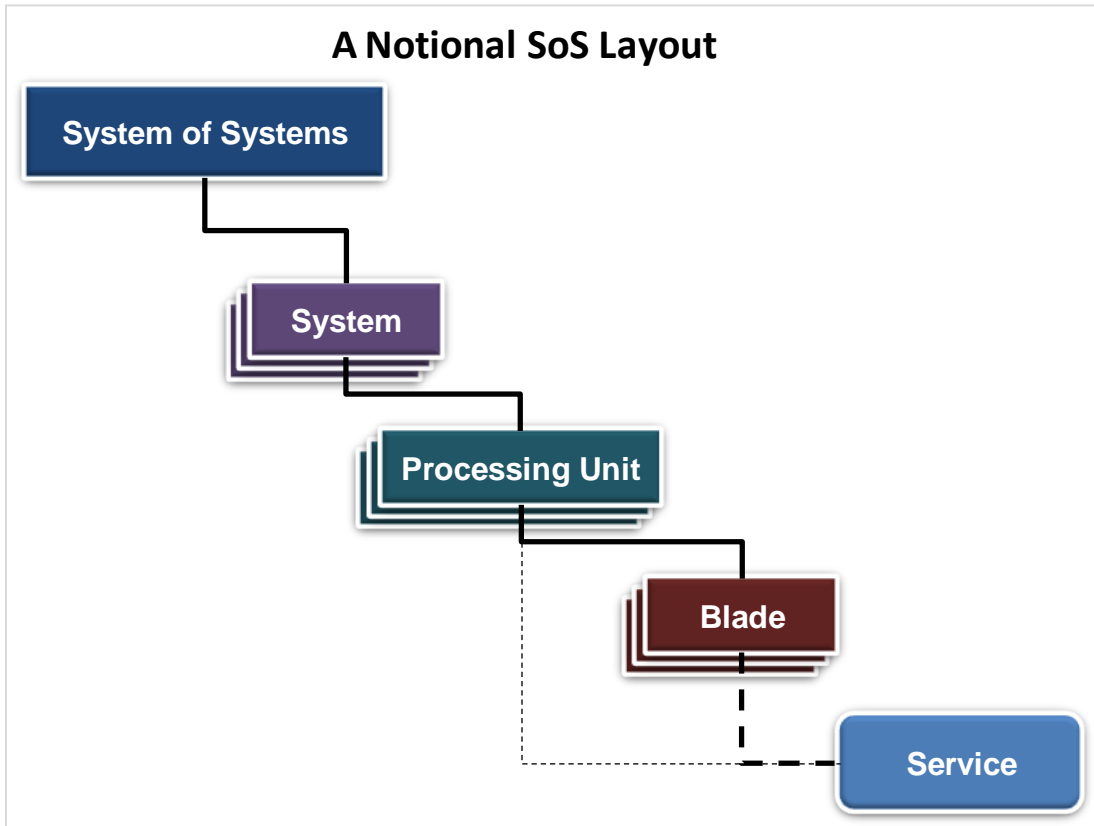 A Notional SoS Layout
System of Systems
System
Processing Unit
Blade
Service